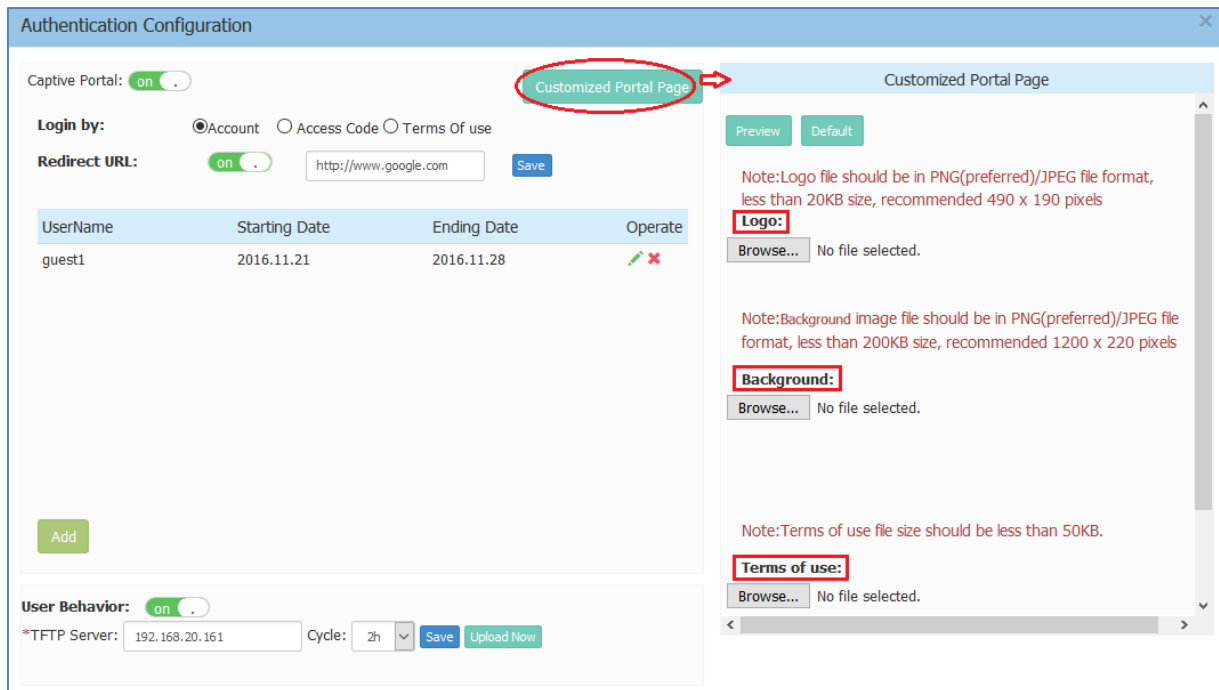 Authentication Configuration
Captive Portal: on .
Customized Portal Page
Login by: Account Access Code Terms Of use
Redirect URL: on . http://www.google.com Save
UserName Starting Date Ending Date Operate
guest1 2016.11.21 2016.11.28
Add
User Behavior: on .
*TFTP Server: 192.168.20.161 Cycle: 2h Save Upload Now
Customized Portal Page
Preview Default
Note:Logo file should be in PNG(preferred)/JPEG file format,
less than 20KB size, recommended 490 x 190 pixels
Logo:
Browse... No file selected.
Note:Background image file should be in PNG(preferred)/JPEG file
format, less than 200KB size, recommended 1200 x 220 pixels
Background:
Browse... No file selected.
Note:Terms of use file size should be less than 50KB.
Terms of use:
Browse... No file selected.